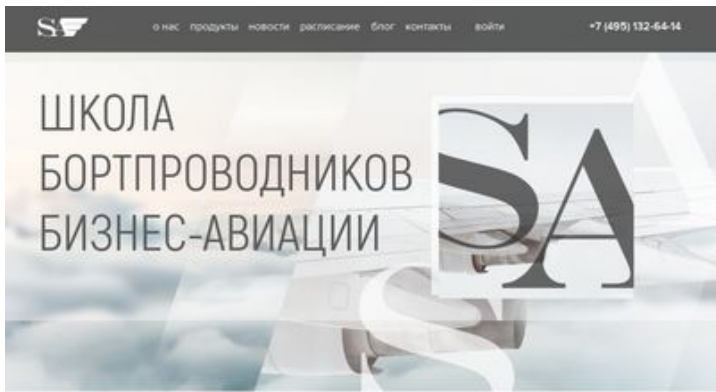 SA
о нас продукты новости расписание блог контакты войти +7 (495) 132-64-14
ШКОЛА
БОРТПРОВОДНИКОВ
БИЗНЕС-АВИАЦИИ
SA
S